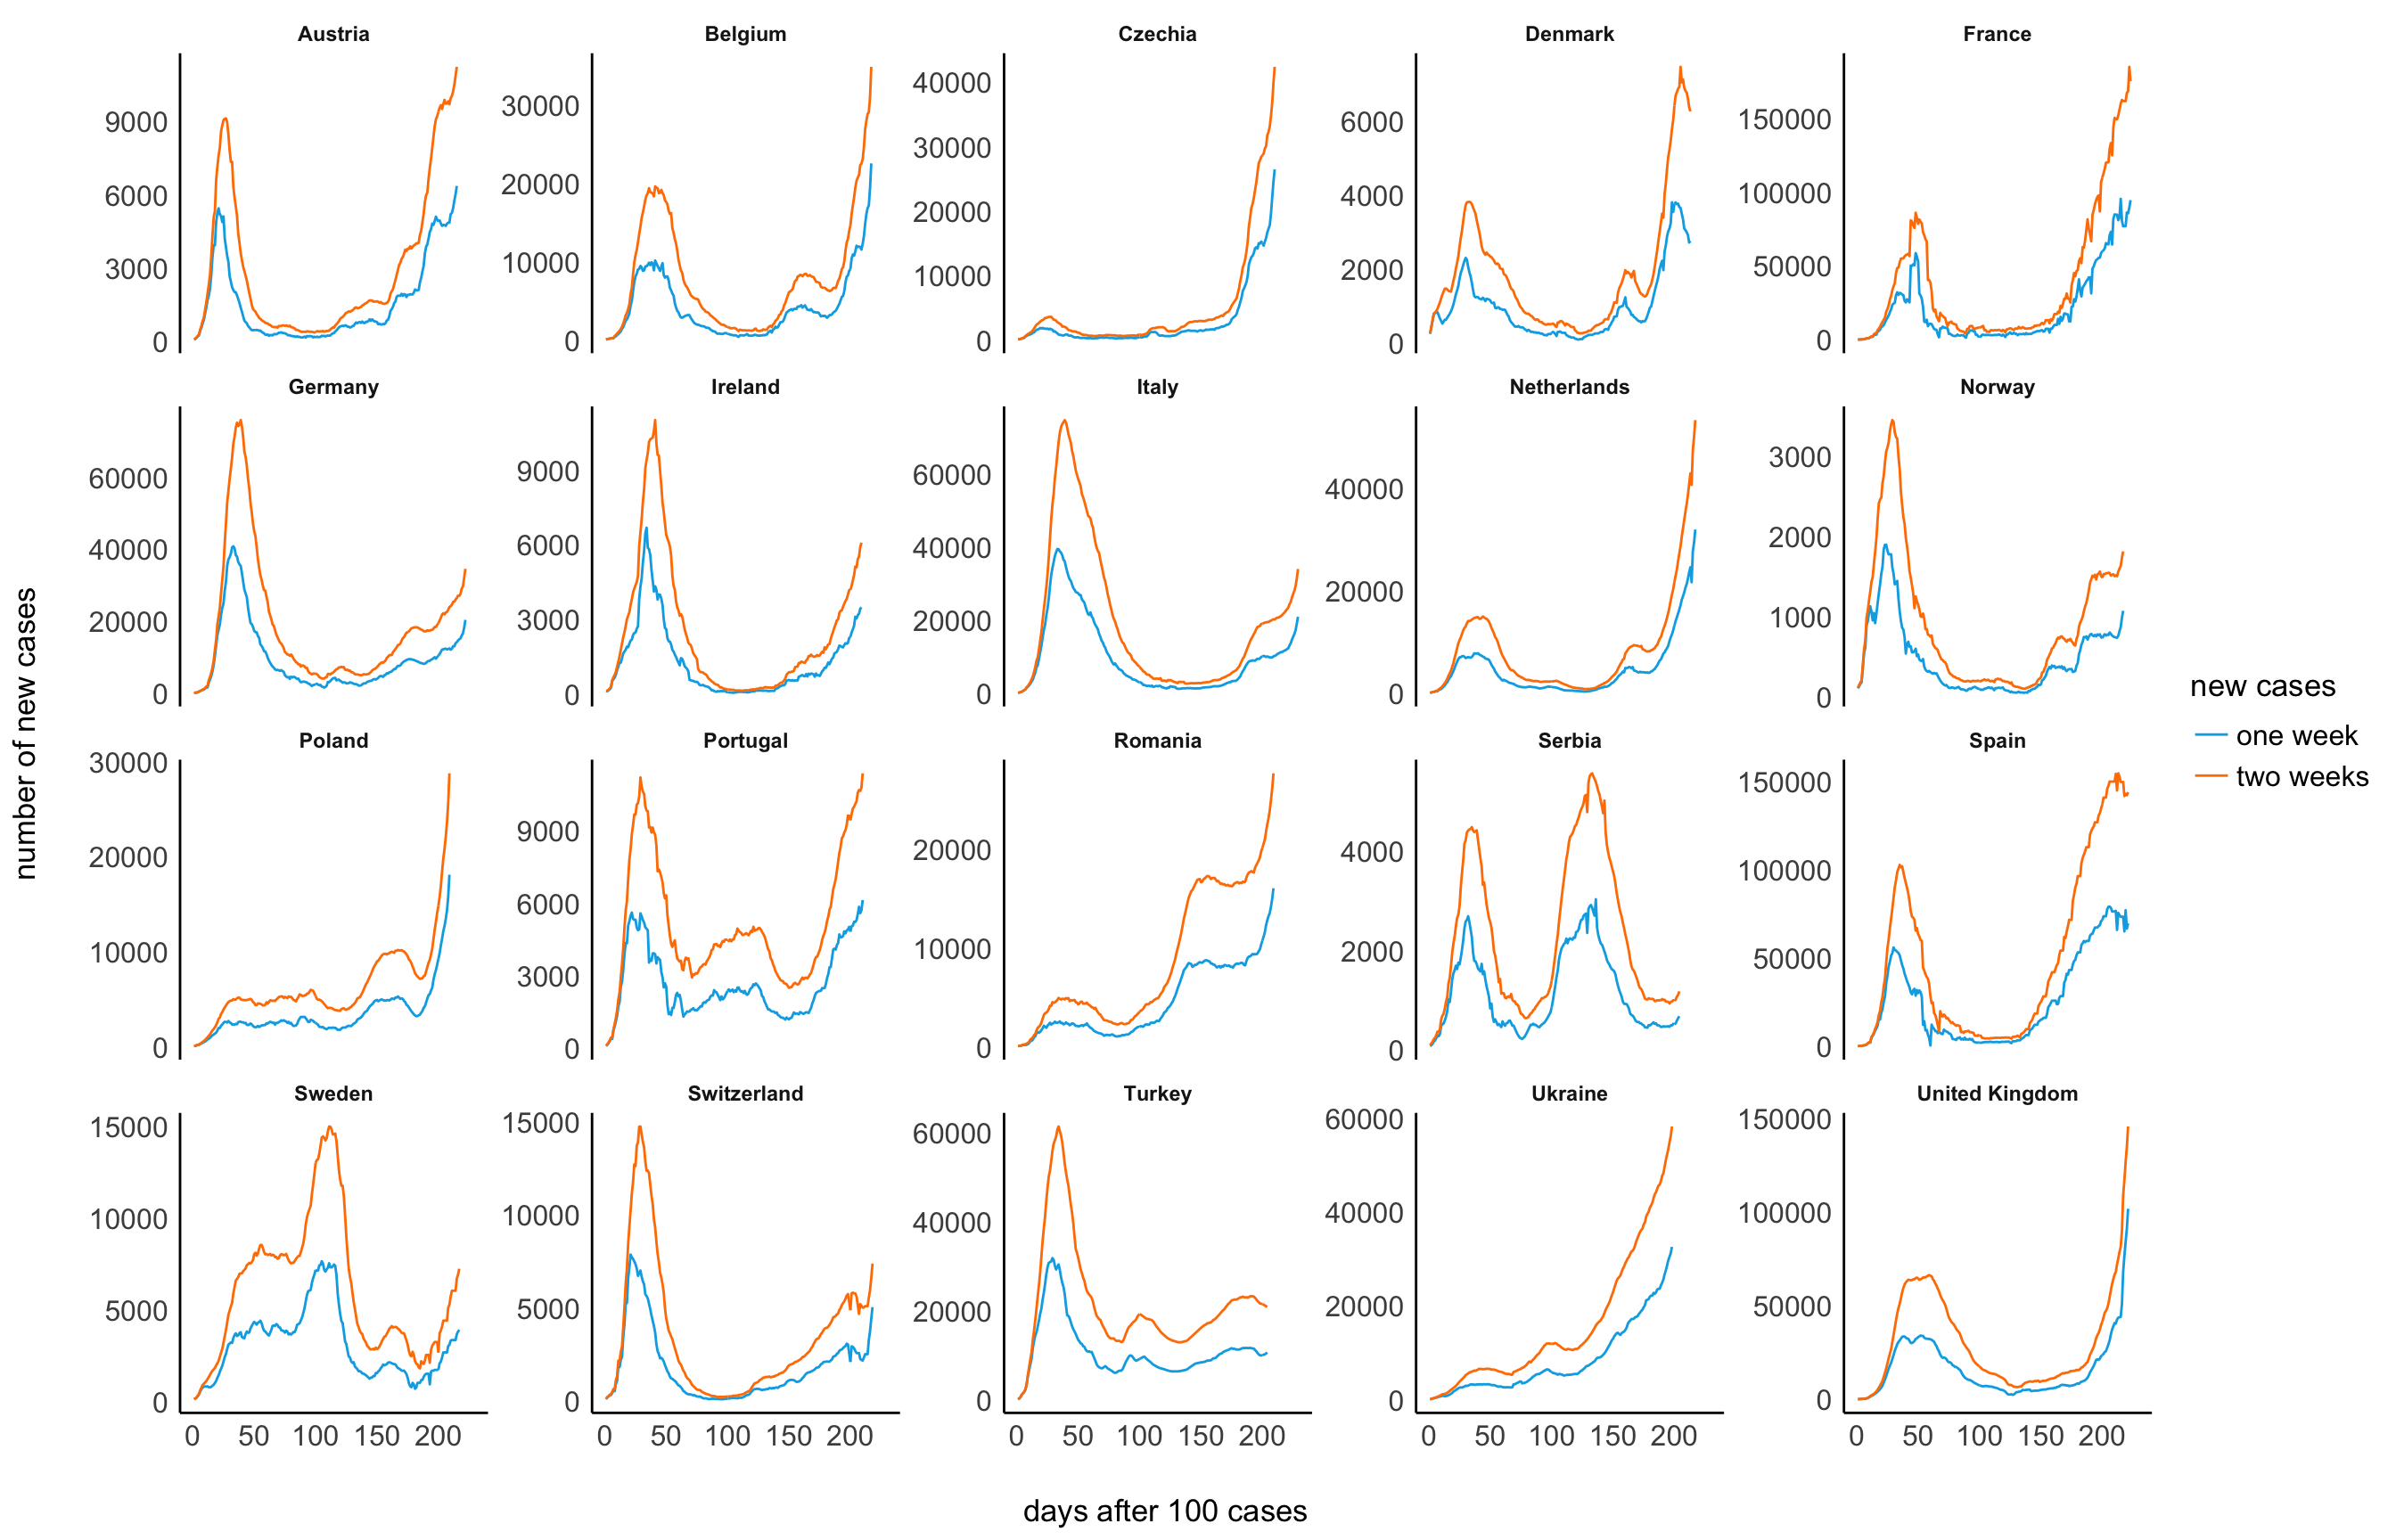 Austria Belgium Czechia Denmark France
9000 6000 3000 0
30000 20000 10000 0
40000 30000 20000 10000 0
6000 4000 2000 0
150000 100000 50000 0
Germany Ireland Italy Netherlands Norway
60000 40000 20000 0
9000 6000 3000 0
60000 40000 20000 0
40000 20000 0
3000 2000 1000 0
Poland Portugal Romania Serbia Spain
30000 20000 10000 0
9000 6000 3000 0
20000 10000 0
4000 2000 0
150000 100000 50000 0
Sweden Switzerland Turkey Ukraine United Kingdom
15000 10000 5000 0
15000 10000 5000 0
60000 40000 20000 0
60000 40000 20000 0
150000 100000 50000 0
0 50 100 150 200
0 50 100 150 200
0 50 100 150 200
0 50 100 150 200
0 50 100 150 200
days after 100 cases
number of new cases
new cases
one week
two weeks